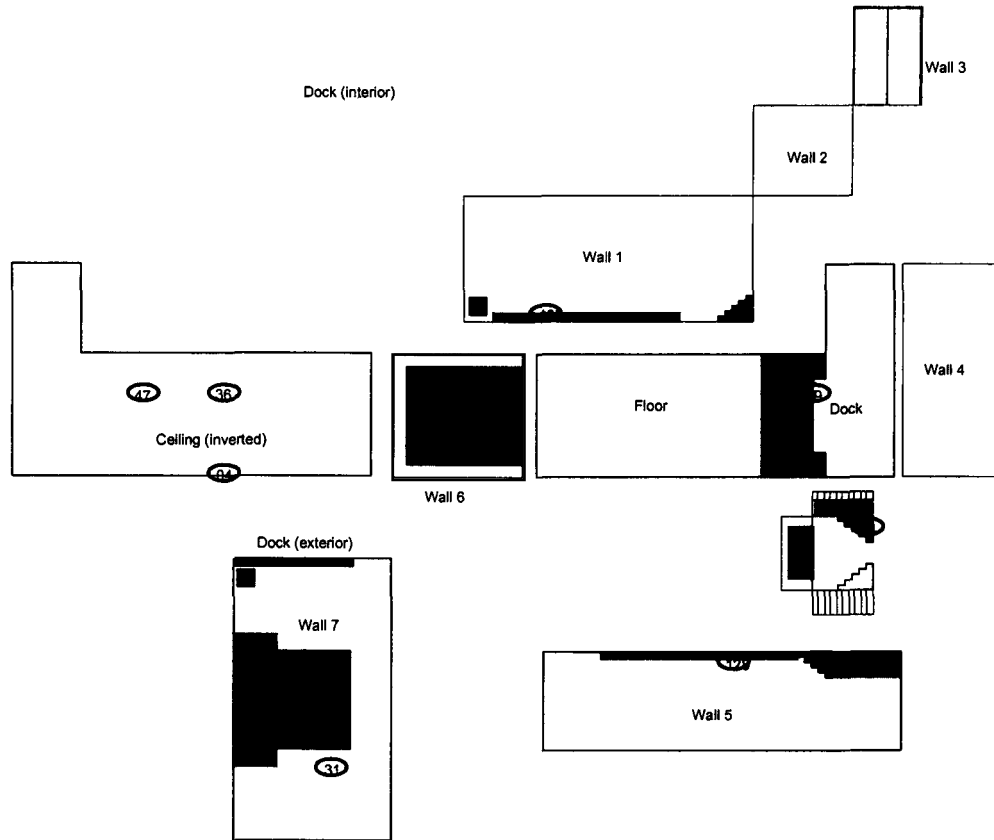 Wall 3
Dock (interior)
Wall 2
Wall 1
Wall 4
47
36
Floor
Dock
Ceiling (inverted)
Wall 6
Dock (exterior)
Wall 7
Wall 5
31